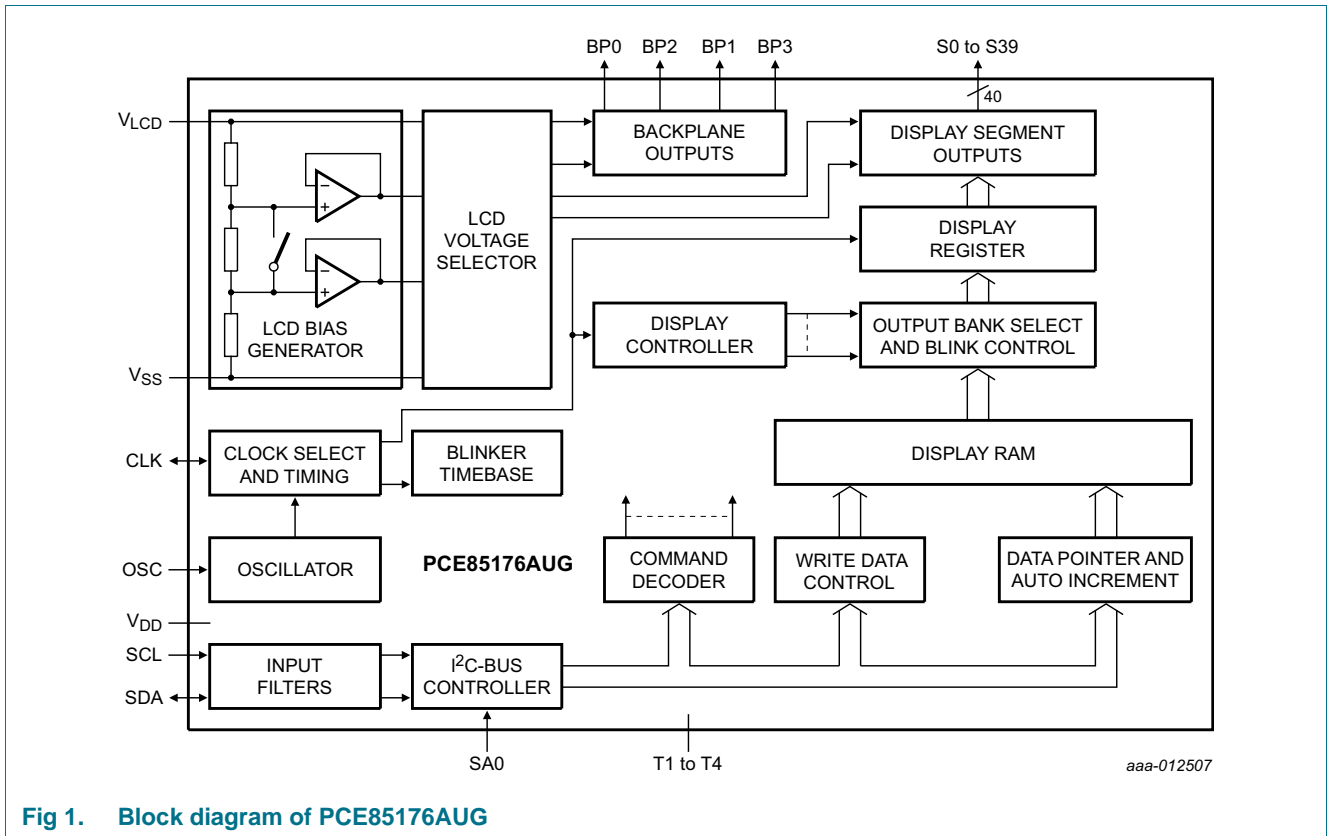 BP0 BP2 BP1 BP3 S0 to S39
40
VLCD
BACKPLANE
OUTPUTS
DISPLAY SEGMENT
OUTPUTS
−
+
LCD
VOLTAGE
SELECTOR
DISPLAY
REGISTER
−
+
LCD BIAS
GENERATOR
DISPLAY
CONTROLLER
OUTPUT BANK SELECT
AND BLINK CONTROL
VSS
CLK
CLOCK SELECT
AND TIMING
BLINKER
TIMEBASE
DISPLAY RAM
OSC
OSCILLATOR
PCE85176AUG
COMMAND
DECODER
WRITE DATA
CONTROL
DATA POINTER AND
AUTO INCREMENT
VDD
SCL
SDA
INPUT
FILTERS
I2C-BUS
CONTROLLER
SA0
T1 to T4
aaa-012507
Fig 1. Block diagram of PCE85176AUG